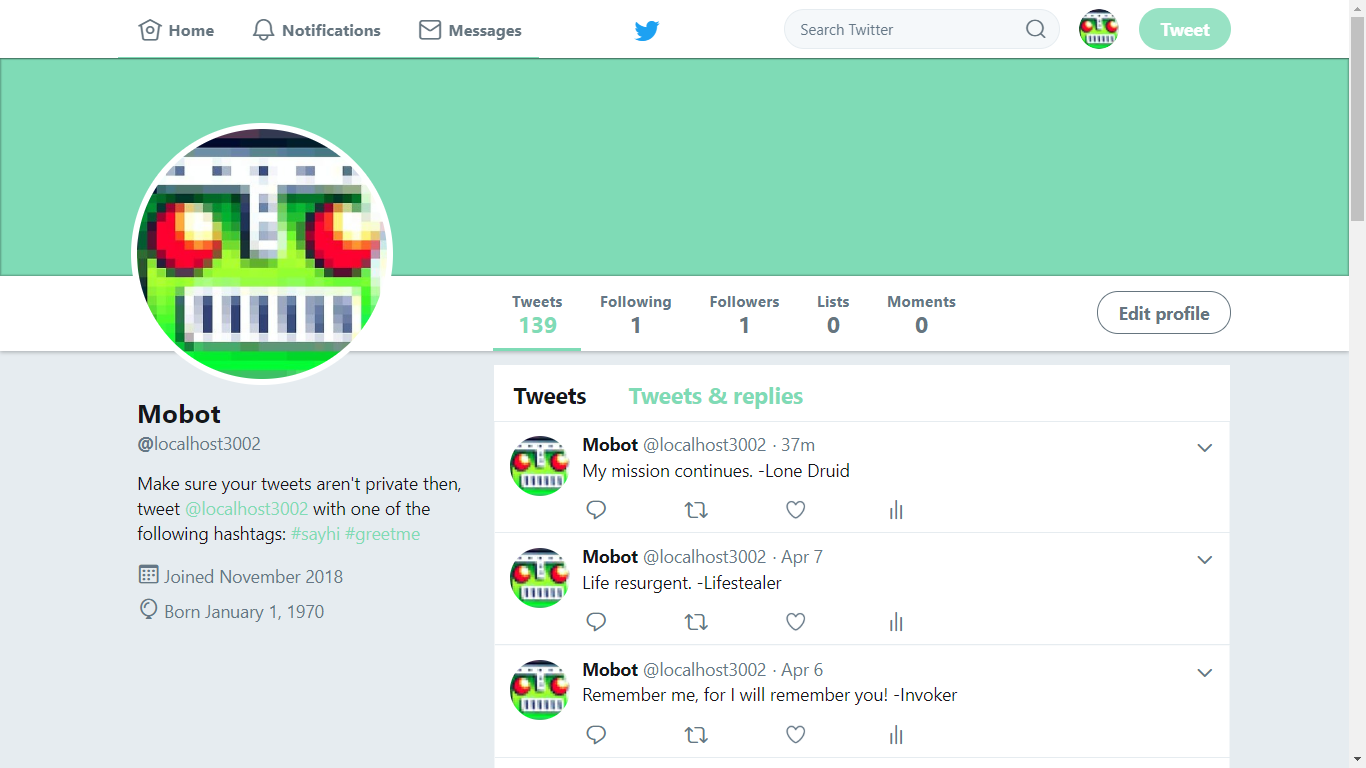 Home Notifications Messages Search Twitter Tweet
Tweets Following Followers Lists Moments
139 1 1 0 0
Edit profile
Mobot
@localhost3002
Make sure your tweets aren't private then,
tweet @localhost3002 with one of the
following hashtags: #sayhi #greetme
Joined November 2018
Born January 1, 1970
Tweets Tweets & replies
Mobot @localhost3002 · 37m
My mission continues. -Lone Druid
Mobot @localhost3002 · Apr 7
Life resurgent. -Lifestealer
Mobot @localhost3002 · Apr 6
Remember me, for I will remember you! -Invoker